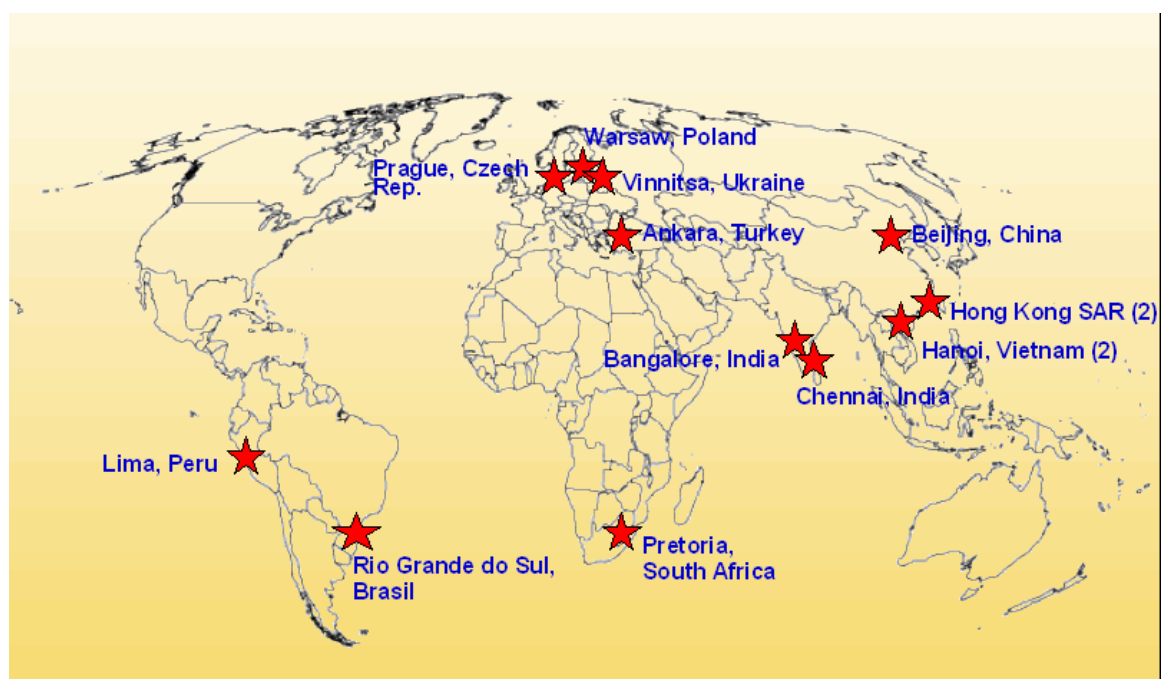 Warsaw, Poland
Prague, Czech
Rep.
Vinnitsa, Ukraine
Ankara, Turkey
Beijing, China
Hong Kong SAR (2)
Hanoi, Vietnam (2)
Bangalore, India
Chennai, India
Lima, Peru
Rio Grande do Sul,
Brasil
Pretoria,
South Africa